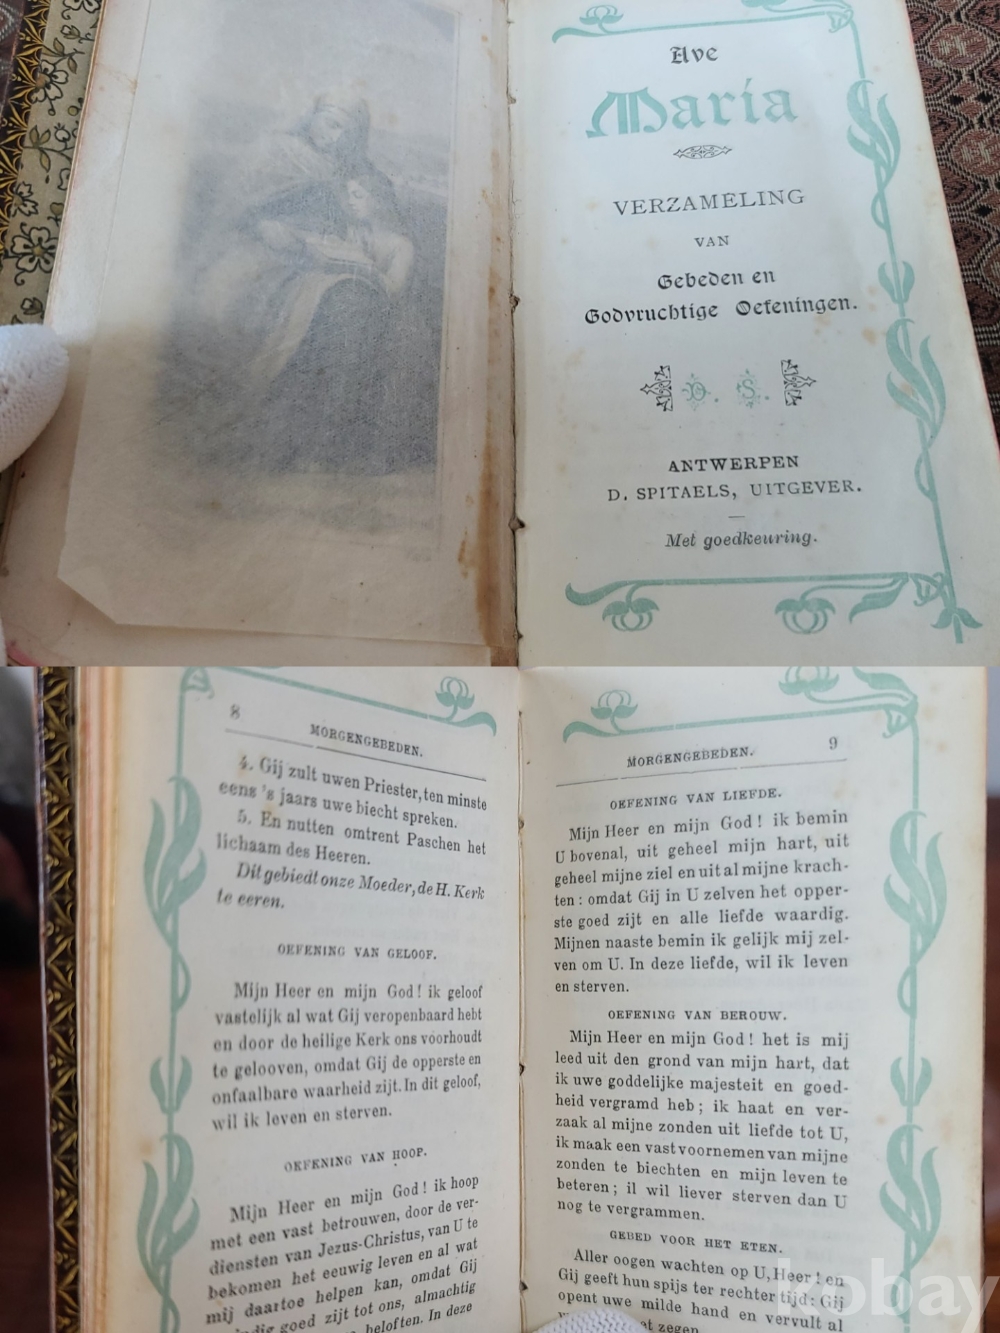 Ave
Maria
VERZAMELING
VAN
Gebeden en
Godvruchtige Oefeningen.
D. S.
ANTWERPEN
D. SPITAELS, UITGEVER.
Met goedkeuring.
8
MORGENGEBEDEN.
4. Gij zult uwen Priester, ten minste
eens 's jaars uwe biecht spreken.
5. En nutten omtrent Paschen het
lichaam des Heeren.
Dit gebiedt onze Moeder, de H. Kerk
te eeren.
OEFENING VAN GELOOF.
Mijn Heer en mijn God! ik geloof
vastelijk al wat Gij veropenbaard hebt
en door de heilige Kerk ons voorhoudt
te gelooven, omdat Gij de opperste en
onfaalbare waarheid zijt. In dit geloof,
wil ik leven en sterven.
OEFENING VAN HOOP.
Mijn Heer en mijn God! ik hoop
met een vast betrouwen, door de ver-
diensten van Jezus-Christus, van U te
bekomen het eeuwig leven en al wat
mij daartoe helpen kan, omdat Gij
goed zijt tot ons, almachtig
beloften. In deze
MORGENGEBEDEN.
9
OEFENING VAN LIEFDE.
Mijn Heer en mijn God! ik bemin
U bovenal, uit geheel mijn hart, uit
geheel mijne ziel en uit al mijne krach-
ten: omdat Gij in U zelven het opper-
ste goed zijt en alle liefde waardig.
Mijnen naaste bemin ik gelijk mij zel-
ven om U. In deze liefde, wil ik leven
en sterven.
OEFENING VAN BEROUW.
Mijn Heer en mijn God! het is mij
leed uit den grond van mijn hart, dat
ik uwe goddelijke majesteit en goed-
heid vergramd heb; ik haat en ver-
zaak al mijne zonden uit liefde tot U,
ik maak een vast voornemen van mijne
zonden te biechten en mijn leven te
beteren; il wil liever sterven dan U
nog te vergrammen.
GEBED VOOR HET ETEN.
Aller oogen wachten op U, Heer! en
Gij geeft hun spijs ter rechter tijd: Gij
opent uwe milde hand en vervult al
zegen.
kobay